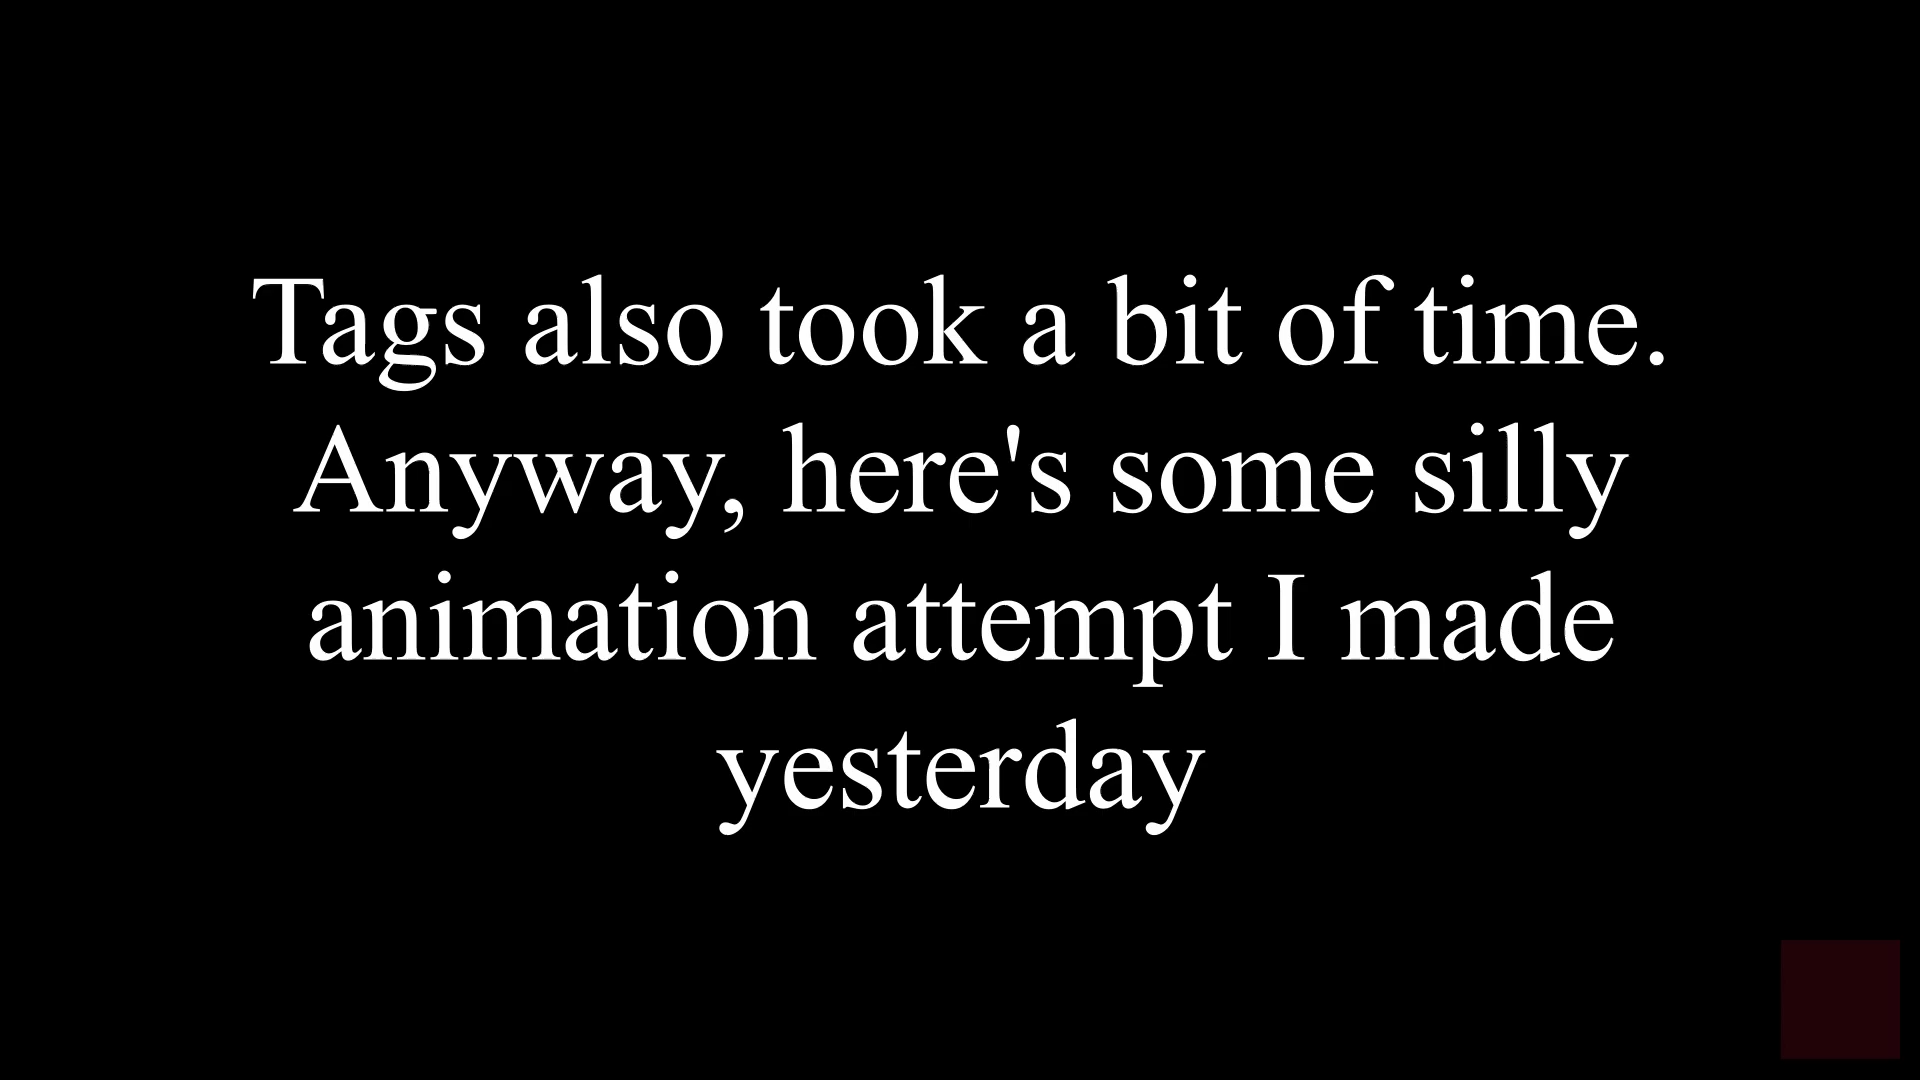 Tags also took a bit of time.
Anyway, here's some silly
animation attempt I made
yesterday